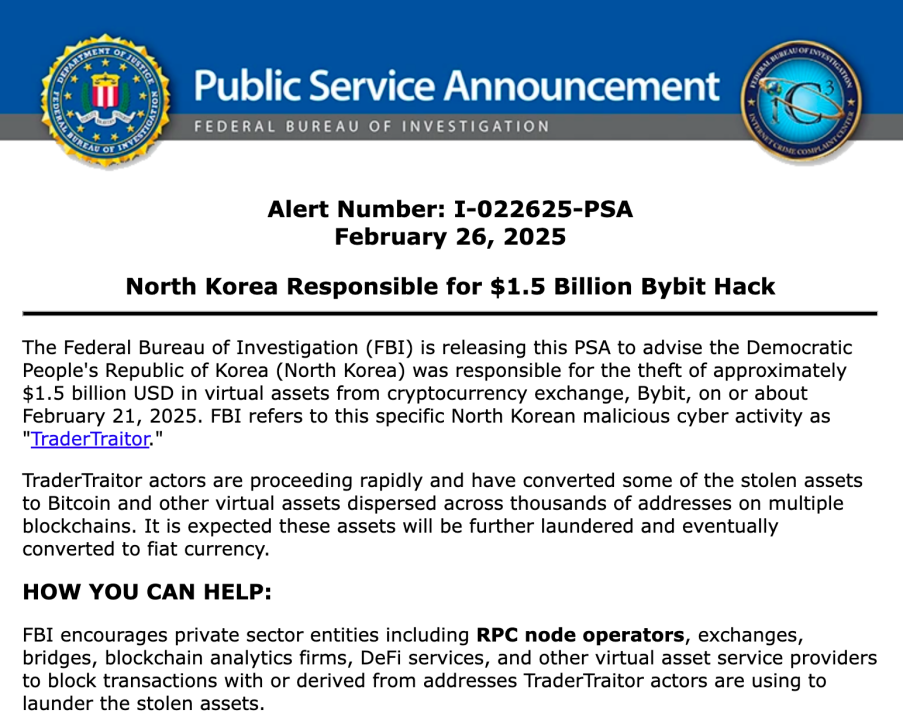 DEPARTMENT OF JUSTICE
FEDERAL BUREAU OF INVESTIGATION
Public Service Announcement
FEDERAL BUREAU OF INVESTIGATION
FEDERAL BUREAU OF INVESTIGATION
IC3
INTERNET CRIME COMPLAINT CENTER
Alert Number: I-022625-PSA
February 26, 2025
North Korea Responsible for $1.5 Billion Bybit Hack
The Federal Bureau of Investigation (FBI) is releasing this PSA to advise the Democratic
People's Republic of Korea (North Korea) was responsible for the theft of approximately
$1.5 billion USD in virtual assets from cryptocurrency exchange, Bybit, on or about
February 21, 2025. FBI refers to this specific North Korean malicious cyber activity as
"TraderTraitor."
TraderTraitor actors are proceeding rapidly and have converted some of the stolen assets
to Bitcoin and other virtual assets dispersed across thousands of addresses on multiple
blockchains. It is expected these assets will be further laundered and eventually
converted to fiat currency.
HOW YOU CAN HELP:
FBI encourages private sector entities including RPC node operators, exchanges,
bridges, blockchain analytics firms, DeFi services, and other virtual asset service providers
to block transactions with or derived from addresses TraderTraitor actors are using to
launder the stolen assets.